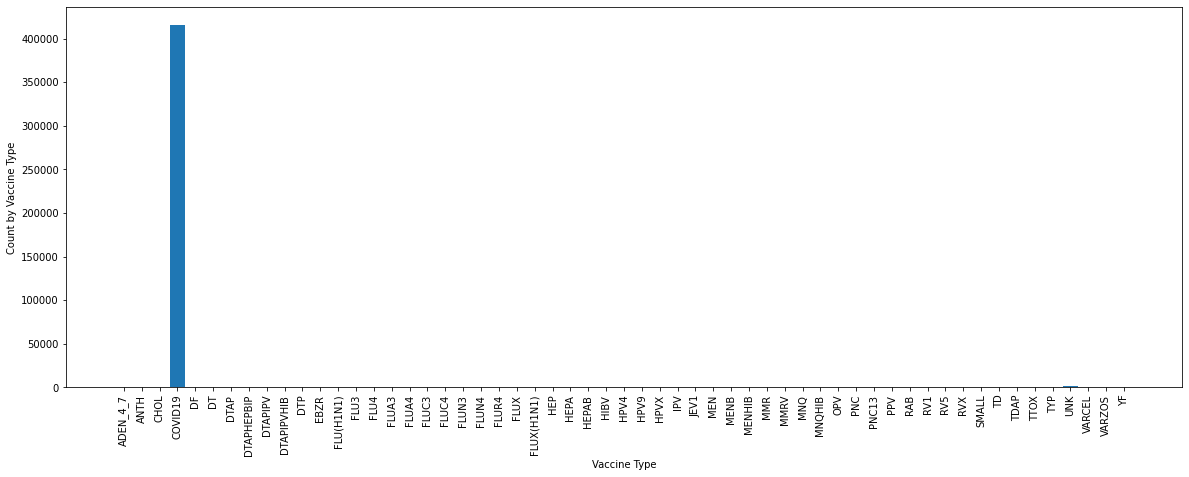 400000
350000
300000
250000
200000
150000
100000
50000
0
Count by Vaccine Type
ADEN_4_7
ANTH
CHOL
COVID19
DF
DT
DTAP
DTAPHEPBIP
DTAPIPV
DTAPIPVHIB
DTP
EBZR
FLU(H1N1)
FLU3
FLU4
FLUA3
FLUA4
FLUC3
FLUC4
FLUN3
FLUN4
FLUR4
FLUX
FLUX(H1N1)
HEP
HEPA
HEPAB
HIBV
HPV4
HPV9
HPVX
IPV
JEV1
MEN
MENB
MENHIB
MMR
MMRV
MNQ
MNQHIB
OPV
PNC
PNC13
PPV
RAB
RV1
RV5
RVX
SMALL
TD
TDAP
TTOX
TYP
UNK
VARCEL
VARZOS
YF
Vaccine Type